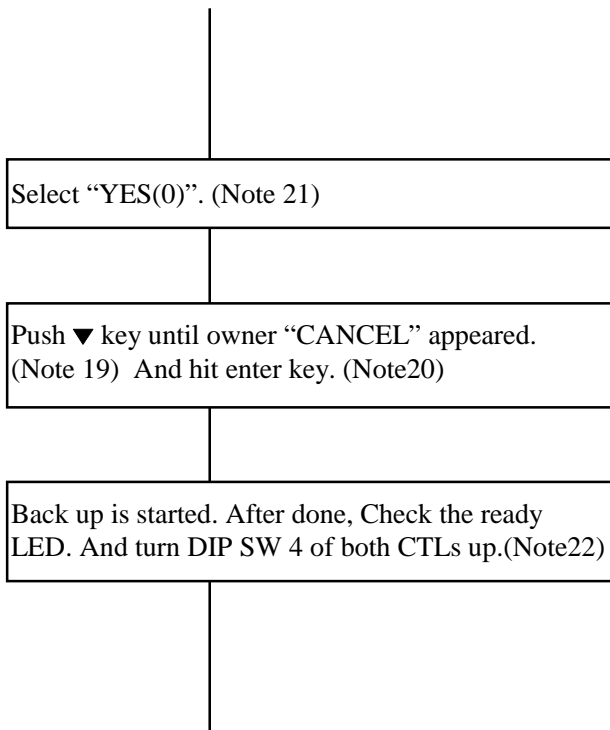 Select “YES(0)”. (Note 21)
Push ▼ key until owner “CANCEL” appeared.
(Note 19) And hit enter key. (Note20)
Back up is started. After done, Check the ready
LED. And turn DIP SW 4 of both CTLs up.(Note22)